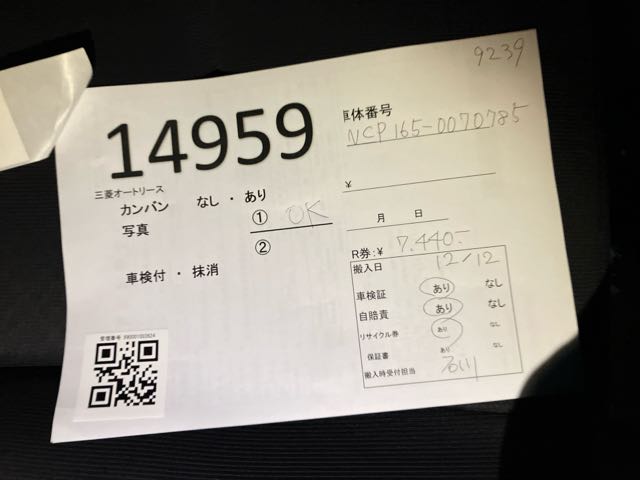 9239
14959
車体番号
NCP165-0070785
三菱オートリース
カンバン なし ・ あり
写真 ① OK
②
¥
月 日
車検付 ・ 抹消
R券:¥ 7.440-
搬入日 12/12
車検証 あり なし
自賠責 あり なし
リサイクル券 あり なし
保証書 あり なし
搬入時受付担当 石川